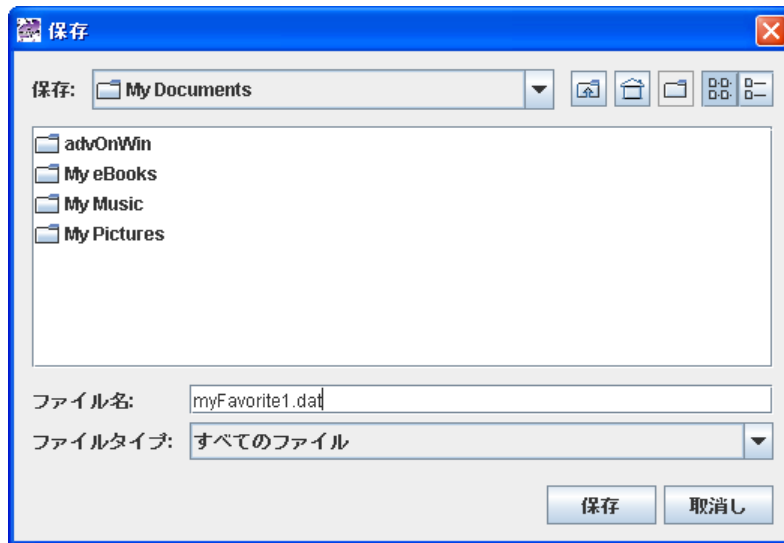 保存
保存: My Documents
advOnWin
My eBooks
My Music
My Pictures
ファイル名: myFavorite1.dat
ファイルタイプ: すべてのファイル
保存 取消し